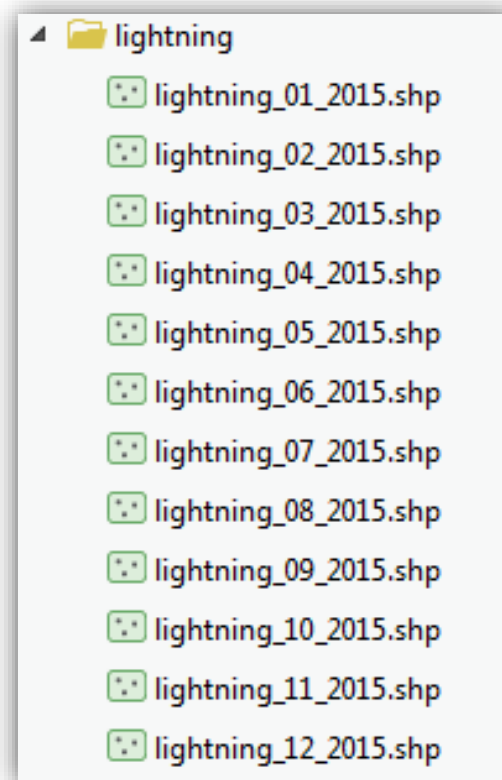 lightning
lightning_01_2015.shp
lightning_02_2015.shp
lightning_03_2015.shp
lightning_04_2015.shp
lightning_05_2015.shp
lightning_06_2015.shp
lightning_07_2015.shp
lightning_08_2015.shp
lightning_09_2015.shp
lightning_10_2015.shp
lightning_11_2015.shp
lightning_12_2015.shp